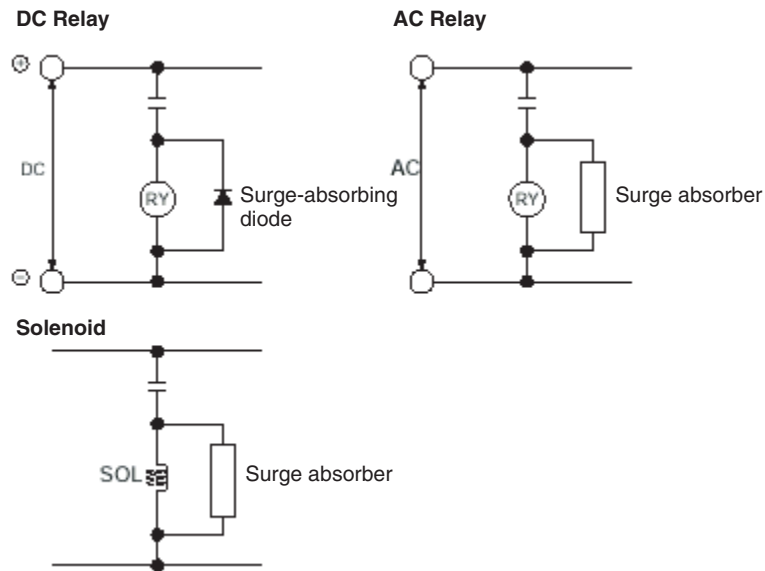 DC Relay
AC Relay
⊕
DC
RY
Surge-absorbing
diode
⊖
AC
RY
Surge absorber
Solenoid
SOL
Surge absorber